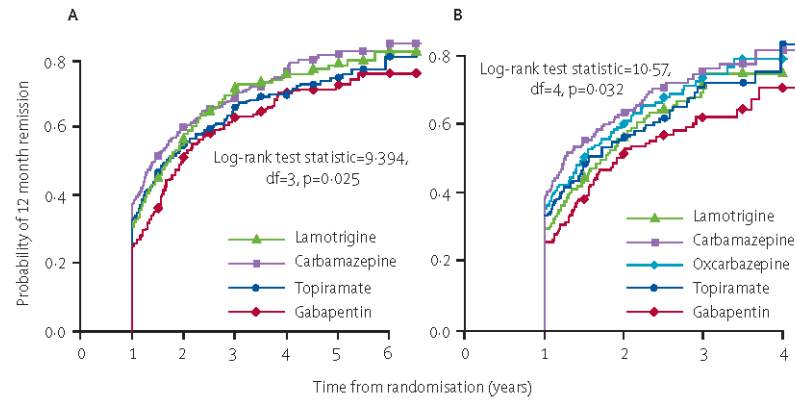 A
B
Probability of 12 month remission
0·8
0·6
0·4
0·2
0·0
Log-rank test statistic=9·394,
df=3, p=0·025
Lamotrigine
Carbamazepine
Topiramate
Gabapentin
0 1 2 3 4 5 6
0·8
0·6
0·4
0·2
0·0
Log-rank test statistic=10·57,
df=4, p=0·032
Lamotrigine
Carbamazepine
Oxcarbazepine
Topiramate
Gabapentin
0 1 2 3 4
Time from randomisation (years)